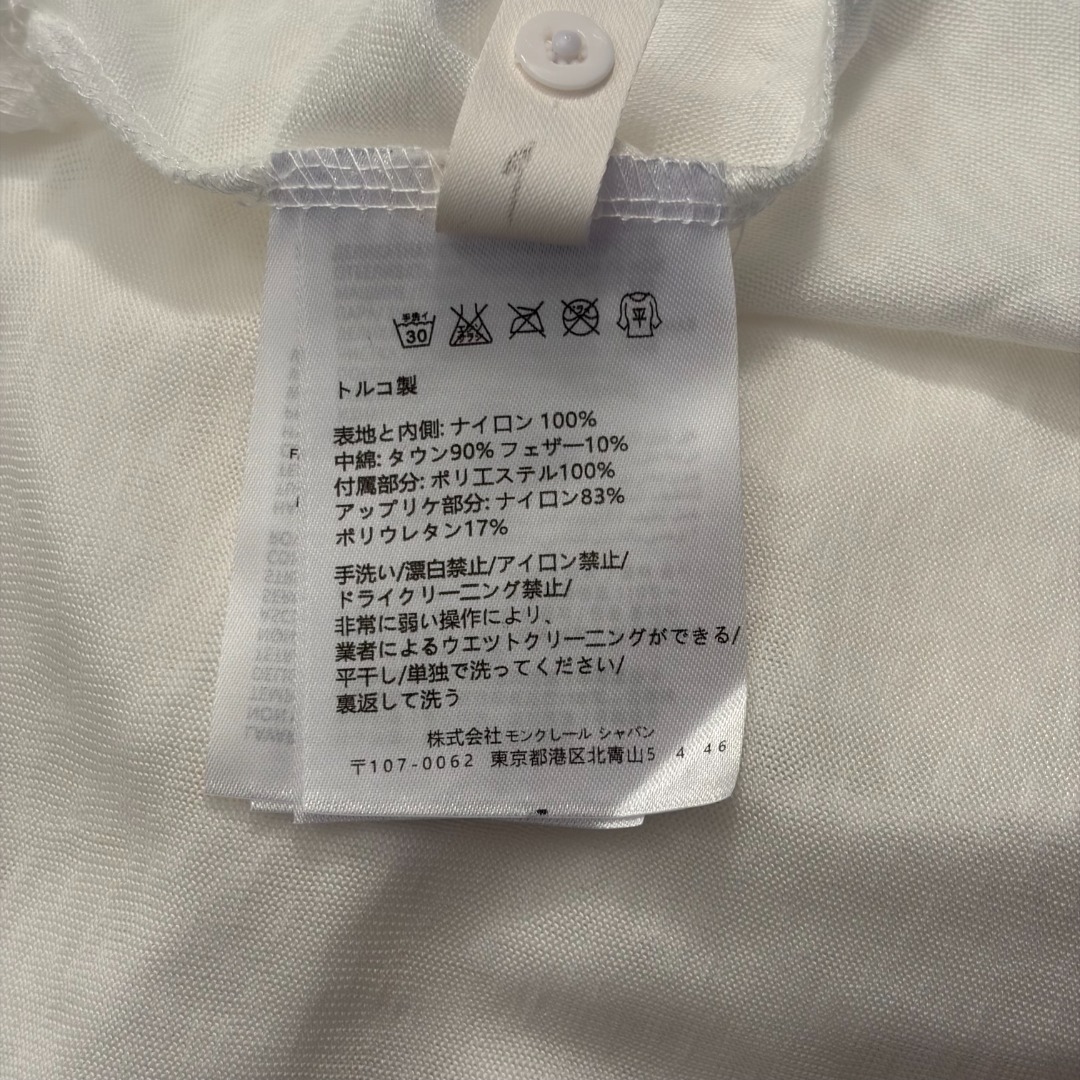 手洗イ
30
平
トルコ製
表地と内側: ナイロン 100%
中綿: タウン90% フェザー10%
付属部分: ポリエステル100%
アップリケ部分: ナイロン83%
ポリウレタン17%
手洗い/漂白禁止/アイロン禁止/
ドライクリーニング禁止/
非常に弱い操作により、
業者によるウエツトクリーニングができる/
平干し/単独で洗ってください/
裏返して洗う
株式会社モンクレール シャバン
〒107-0062 東京都港区北青山5 4 46